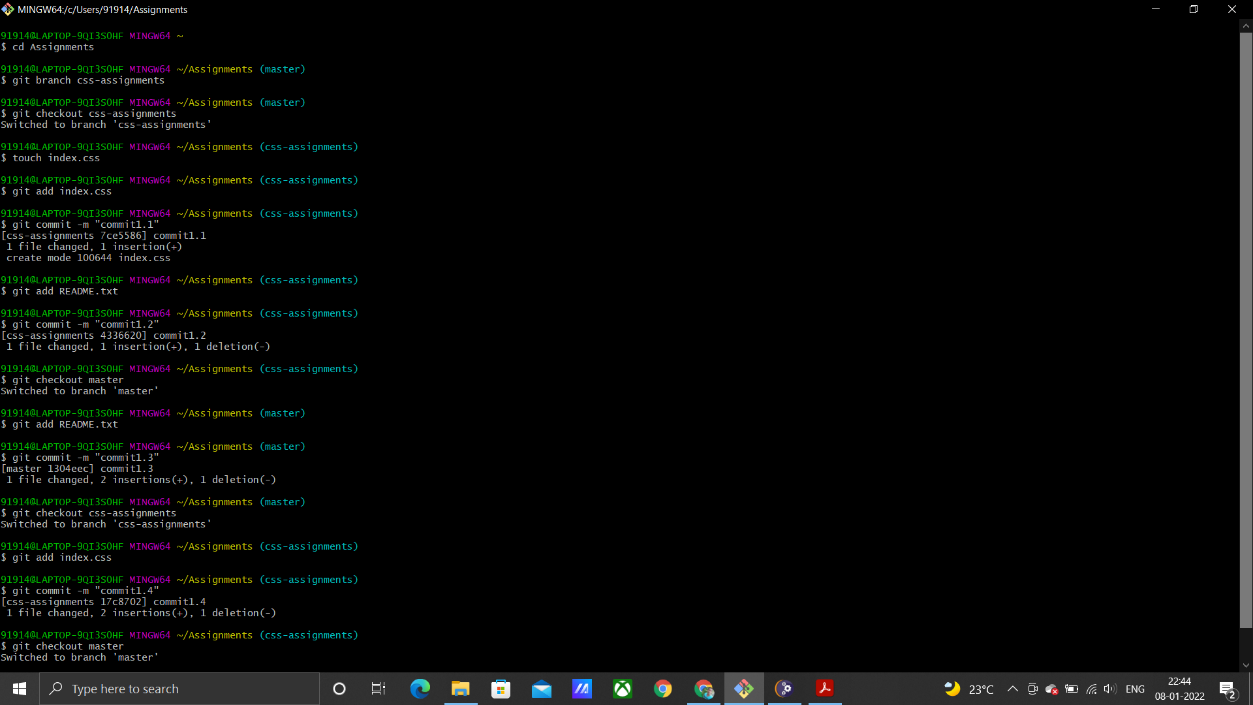 MINGW64:/c/Users/91914/Assignments
91914@LAPTOP-9QI3SOHF MINGW64 ~
$ cd Assignments
91914@LAPTOP-9QI3SOHF MINGW64 ~/Assignments (master)
$ git branch css-assignments
91914@LAPTOP-9QI3SOHF MINGW64 ~/Assignments (master)
$ git checkout css-assignments
Switched to branch 'css-assignments'
91914@LAPTOP-9QI3SOHF MINGW64 ~/Assignments (css-assignments)
$ touch index.css
91914@LAPTOP-9QI3SOHF MINGW64 ~/Assignments (css-assignments)
$ git add index.css
91914@LAPTOP-9QI3SOHF MINGW64 ~/Assignments (css-assignments)
$ git commit -m "commit1.1"
[css-assignments 7ce5586] commit1.1
1 file changed, 1 insertion(+)
create mode 100644 index.css
91914@LAPTOP-9QI3SOHF MINGW64 ~/Assignments (css-assignments)
$ git add README.txt
91914@LAPTOP-9QI3SOHF MINGW64 ~/Assignments (css-assignments)
$ git commit -m "commit1.2"
[css-assignments 4336620] commit1.2
1 file changed, 1 insertion(+), 1 deletion(-)
91914@LAPTOP-9QI3SOHF MINGW64 ~/Assignments (css-assignments)
$ git checkout master
Switched to branch 'master'
91914@LAPTOP-9QI3SOHF MINGW64 ~/Assignments (master)
$ git add README.txt
91914@LAPTOP-9QI3SOHF MINGW64 ~/Assignments (master)
$ git commit -m "commit1.3"
[master 1304eec] commit1.3
1 file changed, 2 insertions(+), 1 deletion(-)
91914@LAPTOP-9QI3SOHF MINGW64 ~/Assignments (master)
$ git checkout css-assignments
Switched to branch 'css-assignments'
91914@LAPTOP-9QI3SOHF MINGW64 ~/Assignments (css-assignments)
$ git add index.css
91914@LAPTOP-9QI3SOHF MINGW64 ~/Assignments (css-assignments)
$ git commit -m "commit1.4"
[css-assignments 17c8702] commit1.4
1 file changed, 2 insertions(+), 1 deletion(-)
91914@LAPTOP-9QI3SOHF MINGW64 ~/Assignments (css-assignments)
$ git checkout master
Switched to branch 'master'
Type here to search
23°C
ENG
22:44
08-01-2022
2